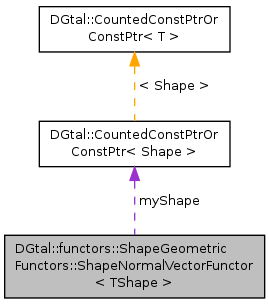 DGtal::CountedConstPtrOr
ConstPtr< T >
< Shape >
DGtal::CountedConstPtrOr
ConstPtr< Shape >
myShape
DGtal::functors::ShapeGeometric
Functors::ShapeNormalVectorFunctor
< TShape >